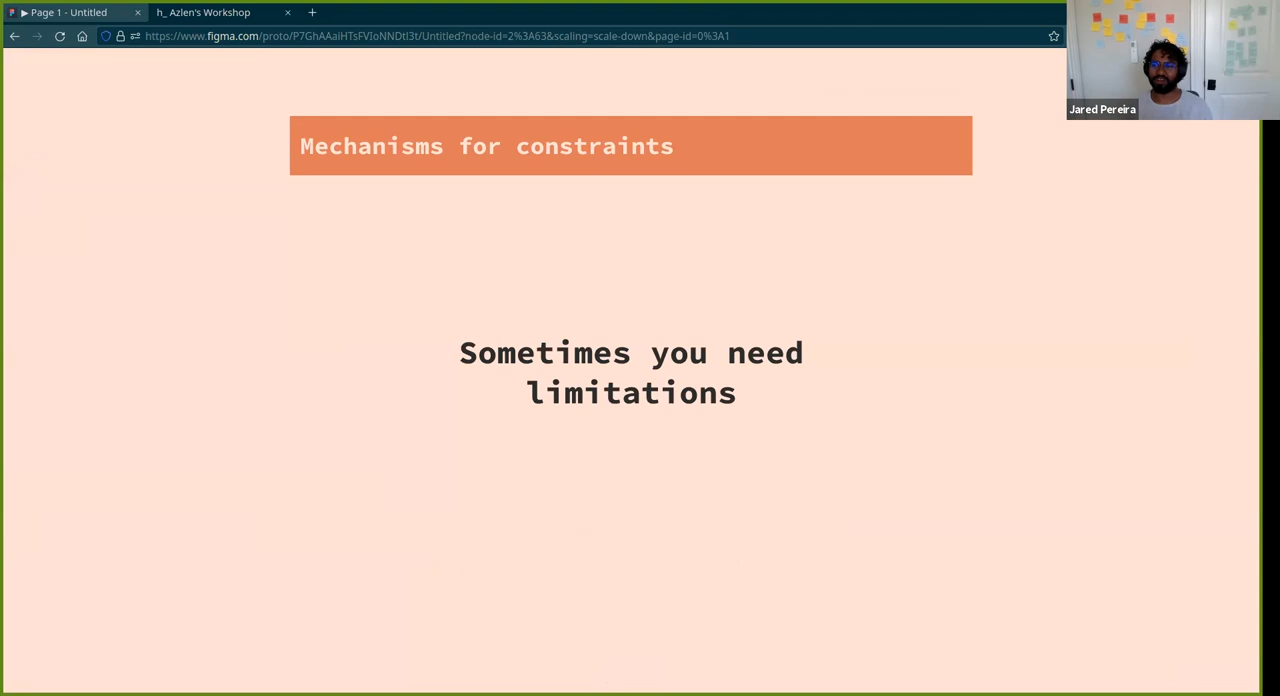 ▶ Page 1 - Untitled
h_ Azlen's Workshop
https://www.figma.com/proto/P7GhAAaiHTsFVIoNNDtI3t/Untitled?node-id=2%3A63&scaling=scale-down&page-id=0%3A1
Jared Pereira
Mechanisms for constraints
Sometimes you need
limitations